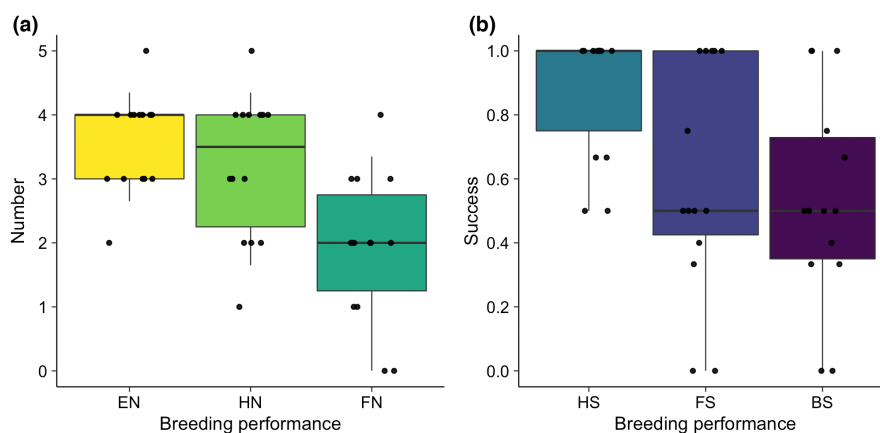 (a)
Number
5
4
3
2
1
0
EN HN FN
Breeding performance
(b)
Success
1.0
0.8
0.6
0.4
0.2
0.0
HS FS BS
Breeding performance